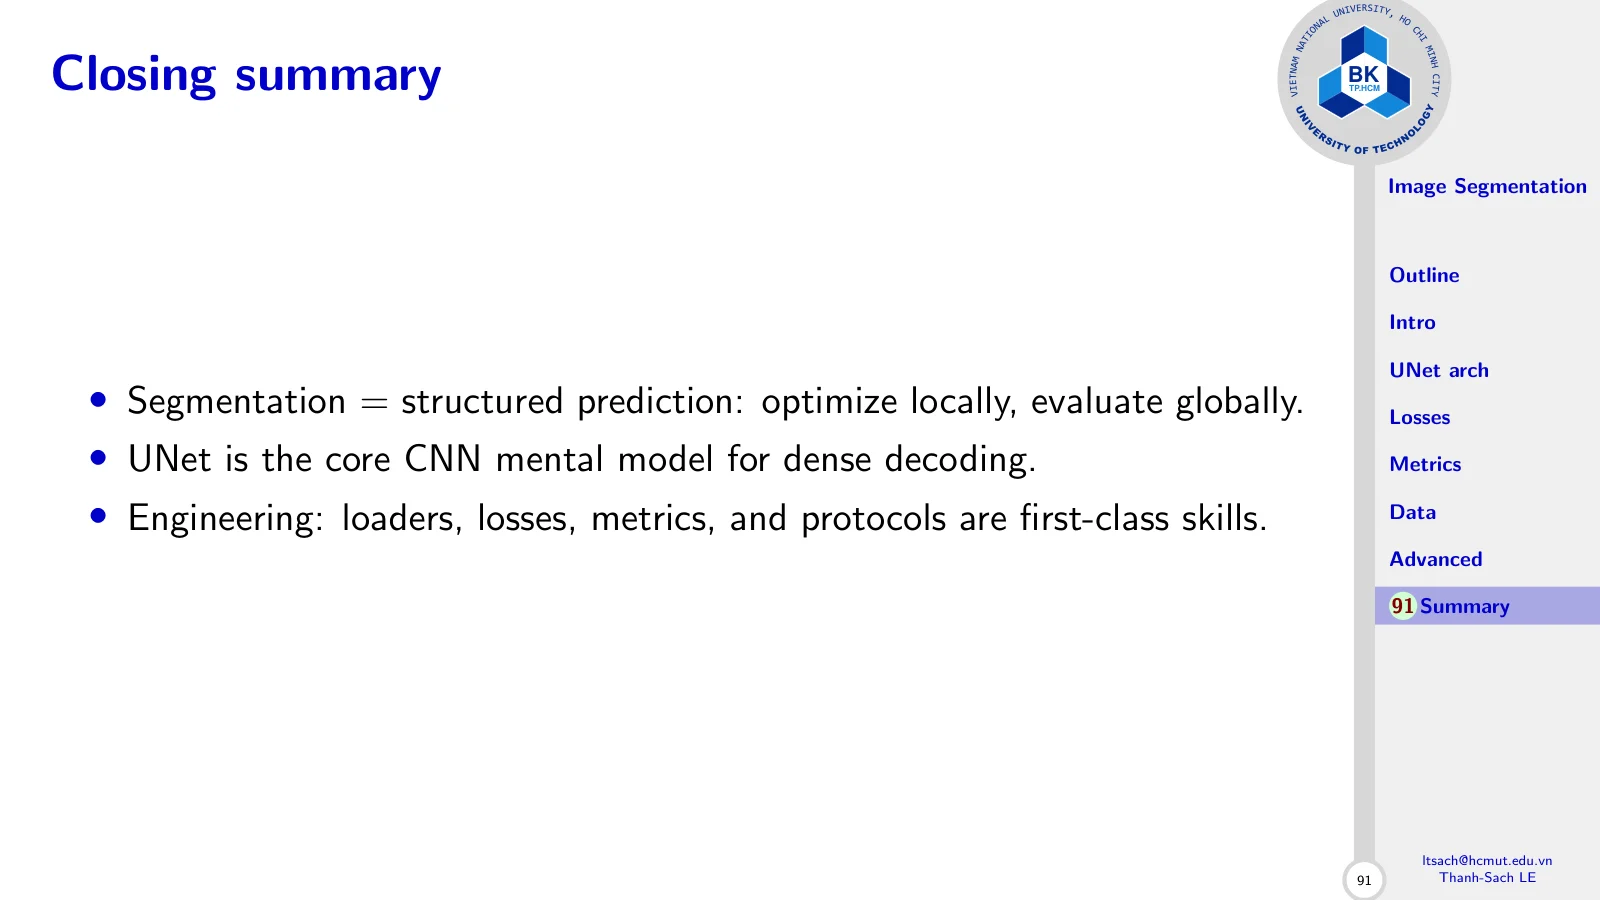 Closing summary
• Segmentation = structured prediction: optimize locally, evaluate globally.
• UNet is the core CNN mental model for dense decoding.
• Engineering: loaders, losses, metrics, and protocols are first-class skills.
VIETNAM NATIONAL UNIVERSITY, HO CHI MINH CITY
BK
TP.HCM
UNIVERSITY OF TECHNOLOGY
Image Segmentation
Outline
Intro
UNet arch
Losses
Metrics
Data
Advanced
91 Summary
ltsach@hcmut.edu.vn
Thanh-Sach LE
91